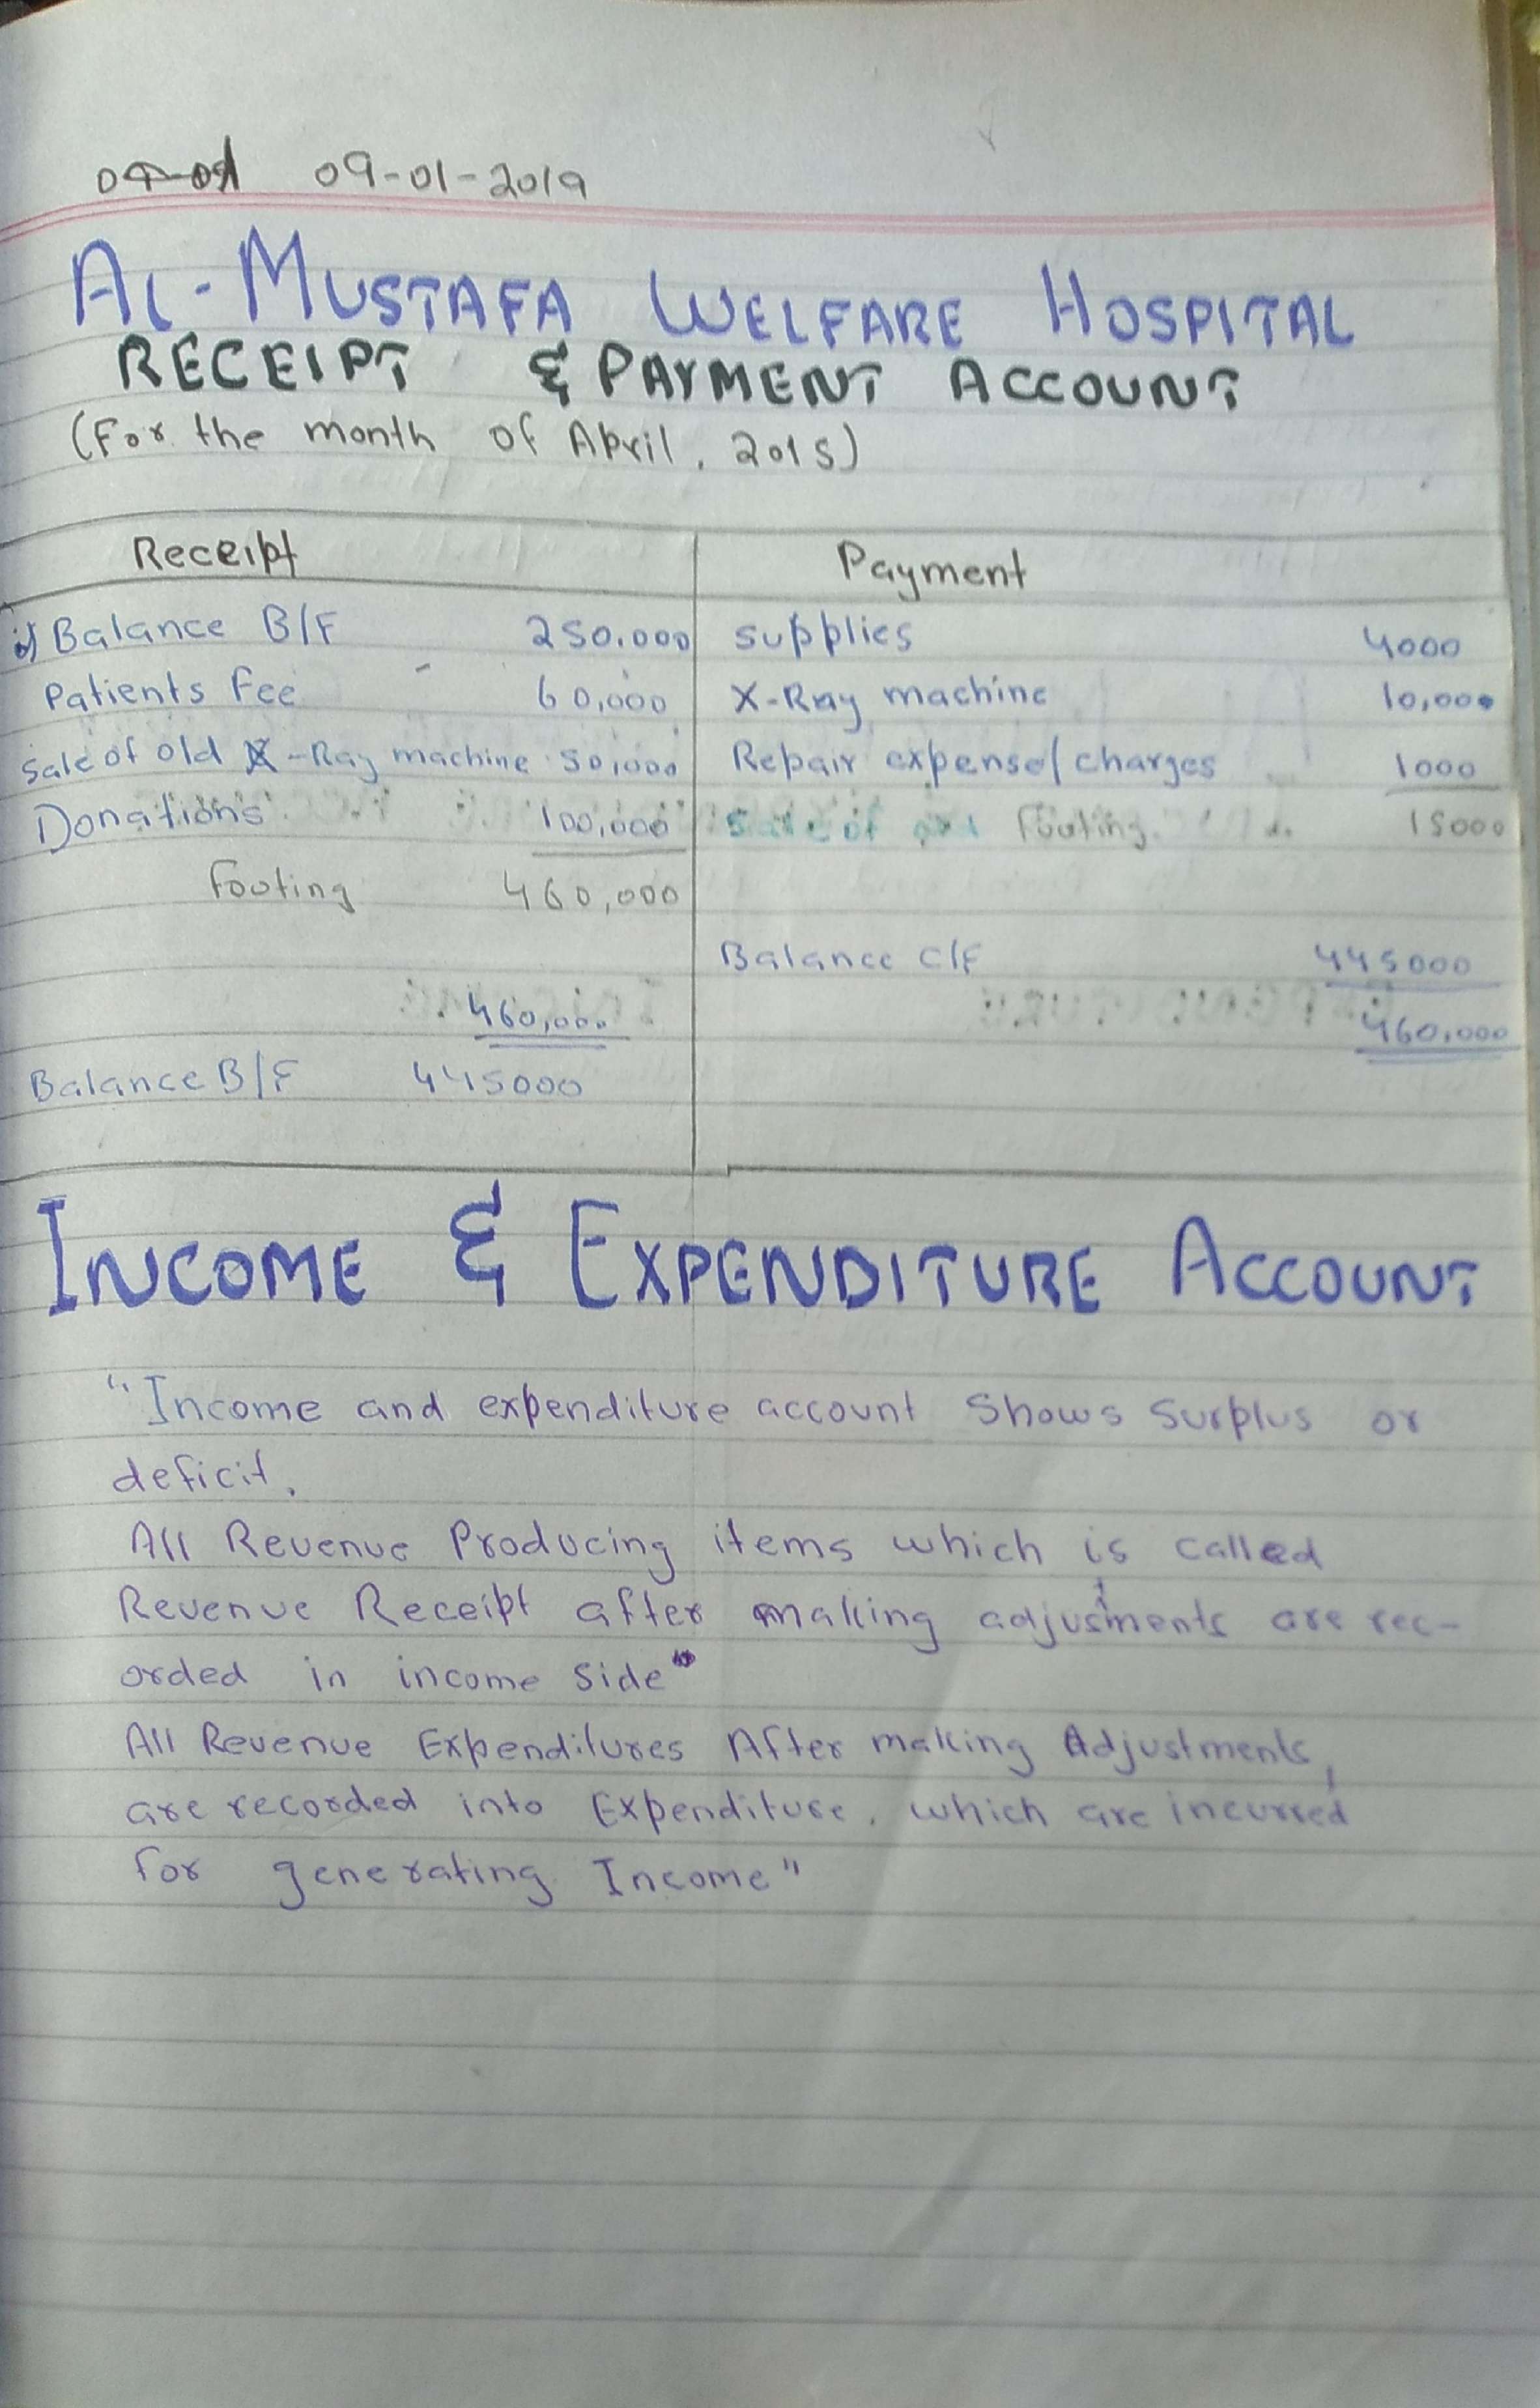 09-01-2019
AL-MUSTAFA WELFARE HOSPITAL
RECEIPT & PAYMENT ACCOUNT
(For the month of April, 2015)
Receipt Payment
Balance B/F 250,000 supplies 4000
Patients Fee 60,000 X-Ray machine 10,000
Sale of old X-Ray machine 50,000 Repair expense/charges 1000
Donations 100,000 Footing 15000
Footing 460,000
Balance C/F 445000
460,000 460,000
Balance B/F 445000
INCOME & EXPENDITURE ACCOUNT
"Income and expenditure account Shows Surplus or
deficit.
All Revenue Producing items which is called
Revenue Receipt after making adjustments are rec-
orded in income Side"
All Revenue Expenditures After making Adjustments,
are recorded into Expenditure, which are incurred
for generating Income"